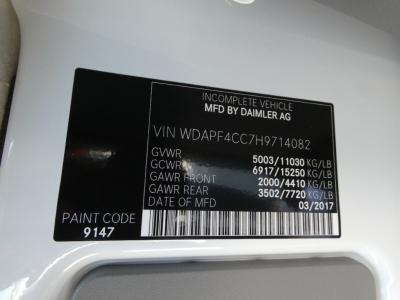 INCOMPLETE VEHICLE
MFD BY DAIMLER AG
VIN WDAPF4CC7H9714082
GVWR 5003/11030 KG/LB
GCWR 6917/15250 KG/LB
GAWR FRONT 2000/4410 KG/LB
GAWR REAR 3502/7720 KG/LB
DATE OF MFD 03/2017
PAINT CODE
9147